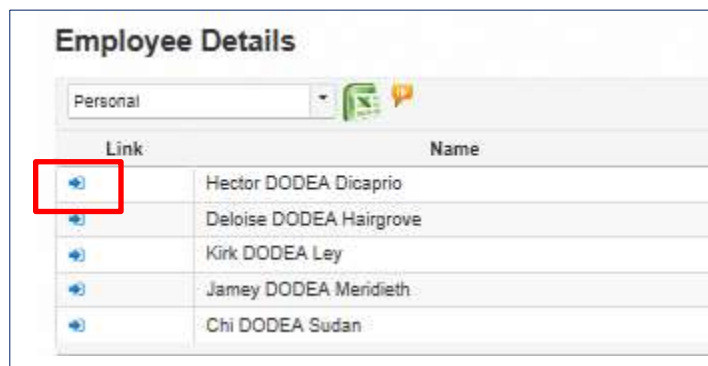 Employee Details
Personal
Link Name
Hector DODEA Dicaprio
Deloise DODEA Hairgrove
Kirk DODEA Ley
Jamey DODEA Meridieth
Chi DODEA Sudan